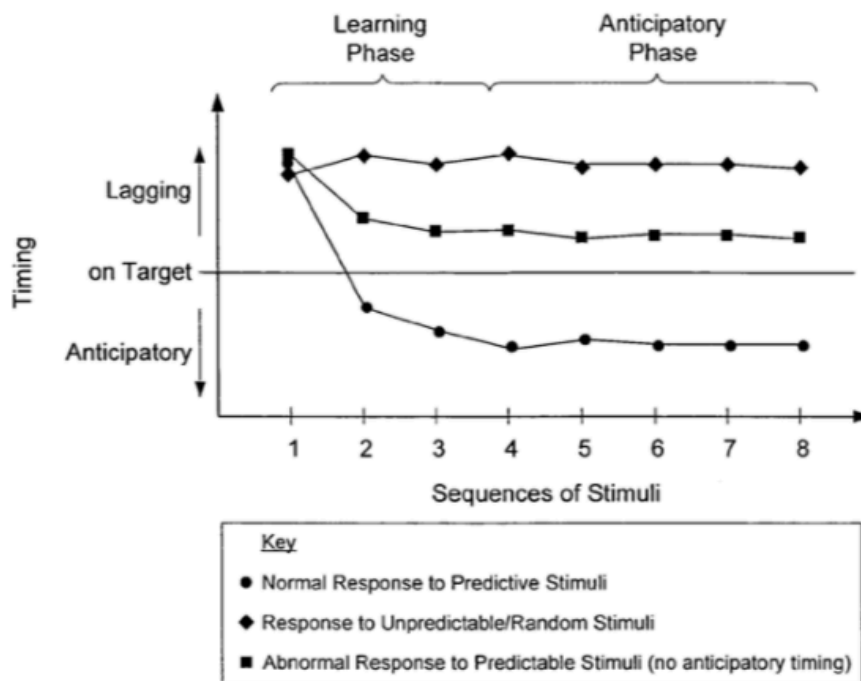 Learning
Phase
Anticipatory
Phase
Lagging
on Target
Anticipatory
Timing
1 2 3 4 5 6 7 8
Sequences of Stimuli
Key
Normal Response to Predictive Stimuli
Response to Unpredictable/Random Stimuli
Abnormal Response to Predictable Stimuli (no anticipatory timing)